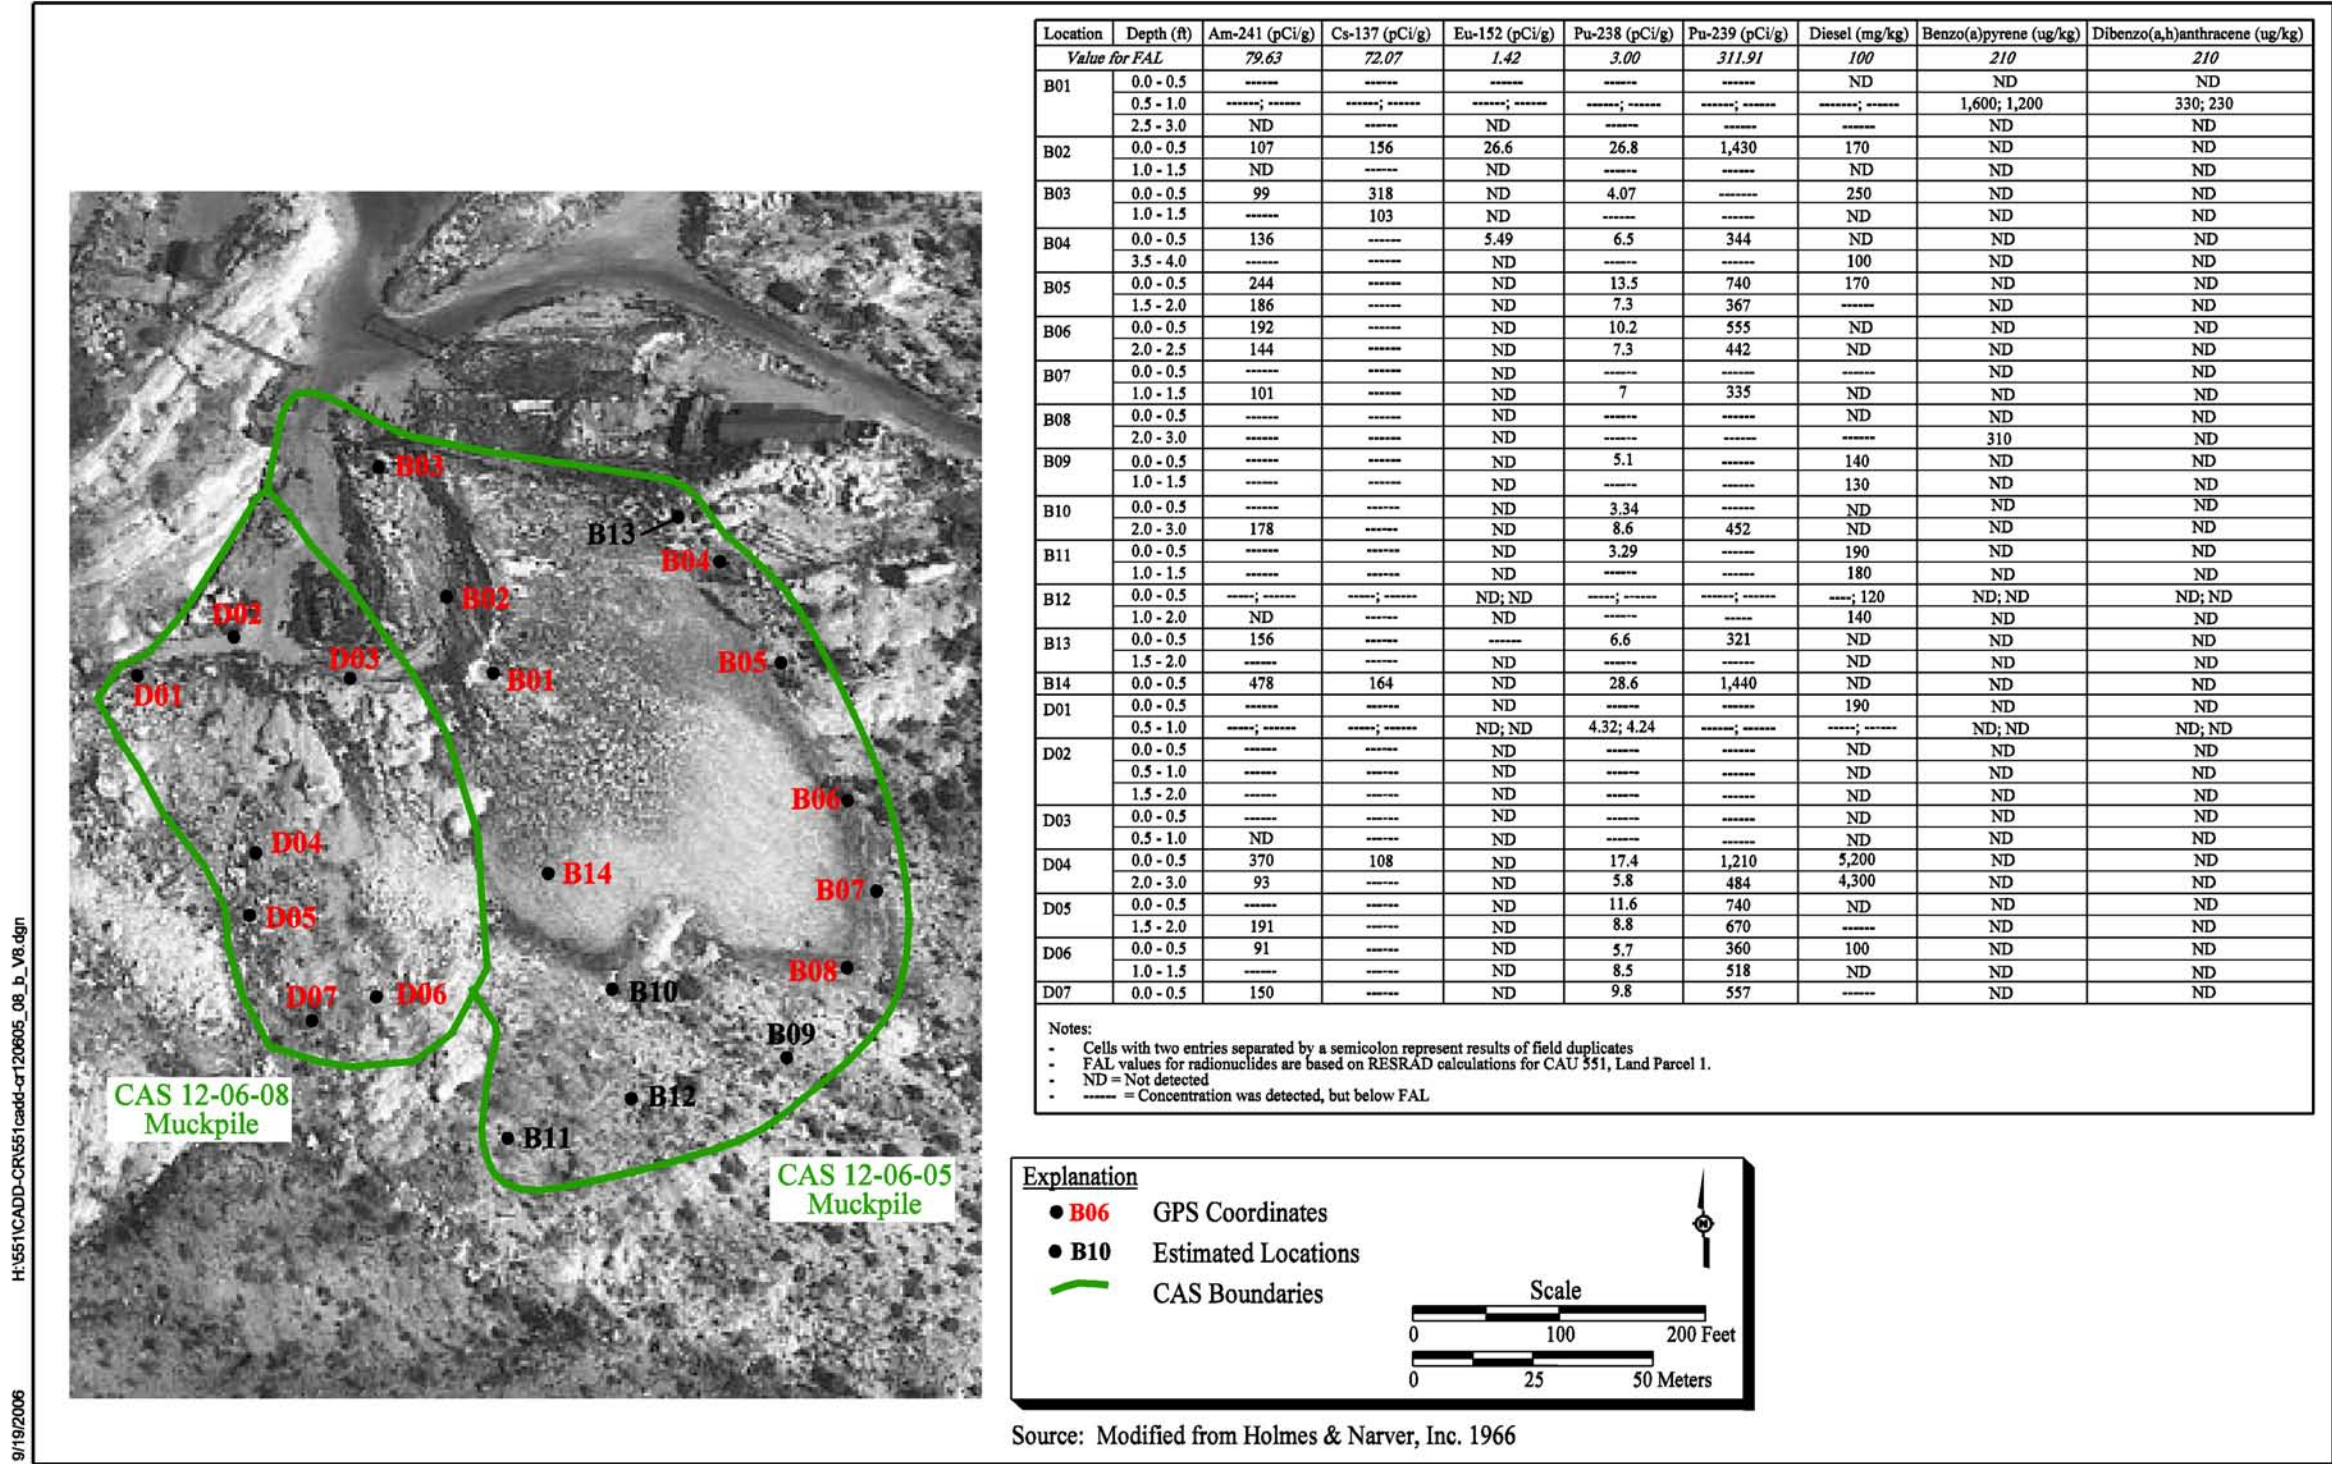 Location Depth (ft) Am-241 (pCi/g) Cs-137 (pCi/g) Eu-152 (pCi/g) Pu-238 (pCi/g) Pu-239 (pCi/g) Diesel (mg/kg) Benzo(a)pyrene (ug/kg) Dibenzo(a,h)anthracene (ug/kg)
Value for FAL 79.63 72.07 1.42 3.00 311.91 100 210 210
B01 0.0 - 0.5 ------ ------ ------ ------ ------ ND ND ND
0.5 - 1.0 ------; ------ ------; ------ ------; ------ ------; ------ ------; ------ -------; ------ 1,600; 1,200 330; 230
2.5 - 3.0 ND ------ ND ------ ------ ------ ND ND
B02 0.0 - 0.5 107 156 26.6 26.8 1,430 170 ND ND
1.0 - 1.5 ND ------ ND ------ ------ ND ND ND
B03 0.0 - 0.5 99 318 ND 4.07 ------- 250 ND ND
1.0 - 1.5 ------ 103 ND ------ ------ ND ND ND
B04 0.0 - 0.5 136 ------ 5.49 6.5 344 ND ND ND
3.5 - 4.0 ------ ------ ND ------ ------ 100 ND ND
B05 0.0 - 0.5 244 ------ ND 13.5 740 170 ND ND
1.5 - 2.0 186 ------ ND 7.3 367 ------ ND ND
B06 0.0 - 0.5 192 ------ ND 10.2 555 ND ND ND
2.0 - 2.5 144 ------ ND 7.3 442 ND ND ND
B07 0.0 - 0.5 ------ ------ ND ------ ------ ------ ND ND
1.0 - 1.5 101 ------ ND 7 335 ND ND ND
B08 0.0 - 0.5 ------ ------ ND ------ ------ ND ND ND
2.0 - 3.0 ------ ------ ND ------ ------ ------ 310 ND
B09 0.0 - 0.5 ------ ------ ND 5.1 ------ 140 ND ND
1.0 - 1.5 ------ ------ ND ------ ------ 130 ND ND
B10 0.0 - 0.5 ------ ------ ND 3.34 ------ ND ND ND
2.0 - 3.0 178 ------ ND 8.6 452 ND ND ND
B11 0.0 - 0.5 ------ ------ ND 3.29 ------ 190 ND ND
1.0 - 1.5 ------ ------ ND ------ ------ 180 ND ND
B12 0.0 - 0.5 -----; ------ -----; ------ ND; ND -----; ------ ------; ------ ----; 120 ND; ND ND; ND
1.0 - 2.0 ND ------ ND ------ ----- 140 ND ND
B13 0.0 - 0.5 156 ------ ------ 6.6 321 ND ND ND
1.5 - 2.0 ------ ------ ND ------ ------ ND ND ND
B14 0.0 - 0.5 478 164 ND 28.6 1,440 ND ND ND
D01 0.0 - 0.5 ------ ------ ND ------ ------ 190 ND ND
0.5 - 1.0 -----; ------ -----; ------ ND; ND 4.32; 4.24 ------; ------ -----; ------ ND; ND ND; ND
D02 0.0 - 0.5 ------ ------ ND ------ ------ ND ND ND
0.5 - 1.0 ------ ------ ND ------ ------ ND ND ND
1.5 - 2.0 ------ ------ ND ------ ------ ND ND ND
D03 0.0 - 0.5 ------ ------ ND ------ ------ ND ND ND
0.5 - 1.0 ND ------ ND ------ ------ ND ND ND
D04 0.0 - 0.5 370 108 ND 17.4 1,210 5,200 ND ND
2.0 - 3.0 93 ------ ND 5.8 484 4,300 ND ND
D05 0.0 - 0.5 ------ ------ ND 11.6 740 ND ND ND
1.5 - 2.0 191 ------ ND 8.8 670 ------ ND ND
D06 0.0 - 0.5 91 ------ ND 5.7 360 100 ND ND
1.0 - 1.5 ------ ------ ND 8.5 518 ND ND ND
D07 0.0 - 0.5 150 ------ ND 9.8 557 ------ ND ND
Notes:
- Cells with two entries separated by a semicolon represent results of field duplicates
- FAL values for radionuclides are based on RESRAD calculations for CAU 551, Land Parcel 1.
- ND = Not detected
- ------ = Concentration was detected, but below FAL
B03
B13
B04
B02
D02
D03
B05
B01
D01
B06
D04
B14
B07
D05
B08
B10
D07
D06
B09
B12
B11
CAS 12-06-08
Muckpile
CAS 12-06-05
Muckpile
Explanation
B06 GPS Coordinates
B10 Estimated Locations
CAS Boundaries
N
Scale
0 100 200 Feet
0 25 50 Meters
Source: Modified from Holmes & Narver, Inc. 1966
H:\551\CADD-CR\551cadd-cr120605_08_b_V8.dgn
9/19/2006